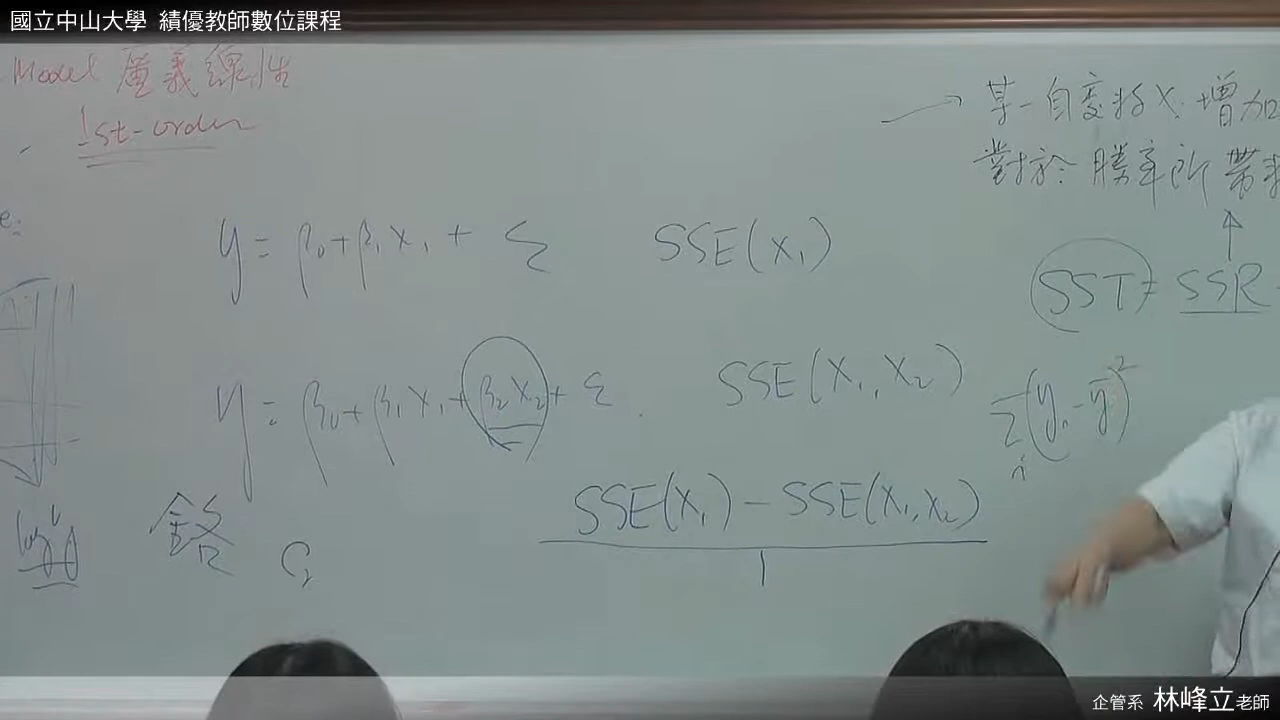 國立中山大學 績優教師數位課程
Model 廣義線性
1st-order
某一自變數 X 增加
對於勝率所帶來
y = β₀ + β₁x₁ + ε
SSE(x₁)
SST = SSR
y = β₀ + β₁x₁ + β₂x₂ + ε
SSE(x₁, x₂)
Σ(yᵢ - ȳ)²
SSE(x₁) - SSE(x₁, x₂)
1
企管系 林峰立老師